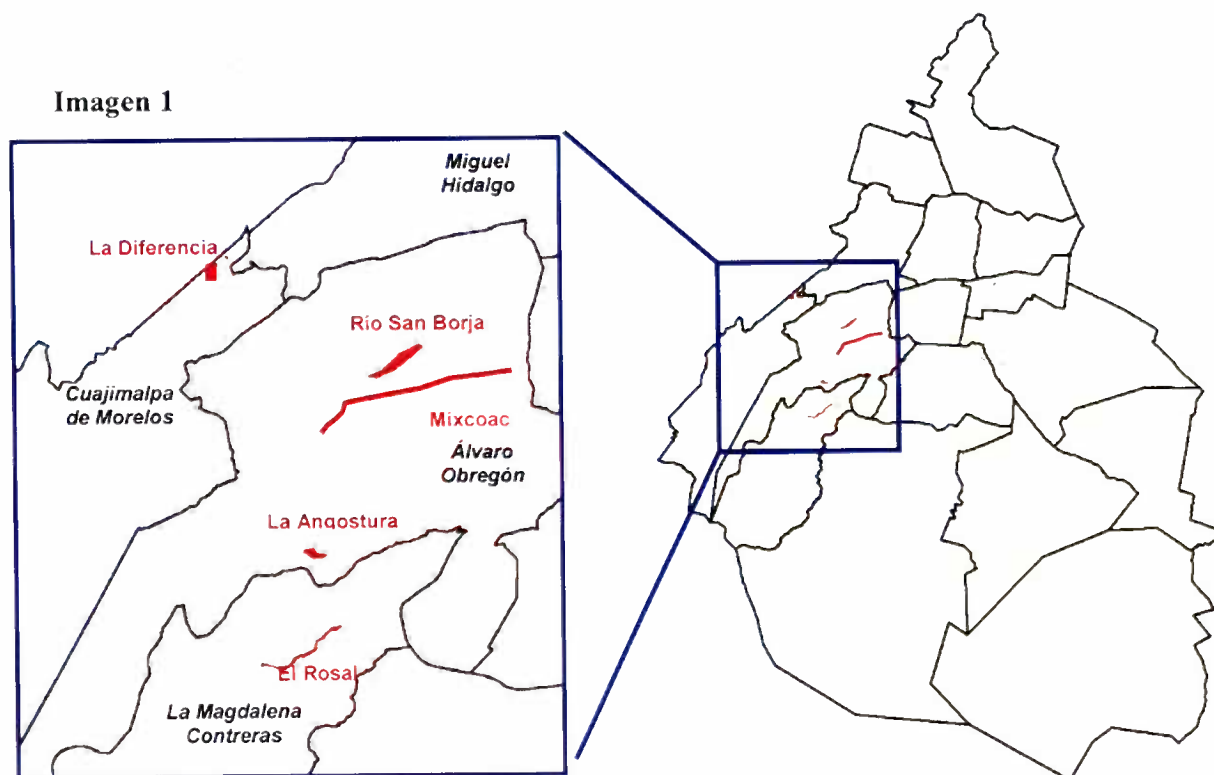 Imagen 1
Miguel
Hidalgo
La Diferencia
Río San Borja
Cuajimalpa
de Morelos
Mixcoac
Álvaro
Obregón
La Angostura
El Rosal
La Magdalena
Contreras